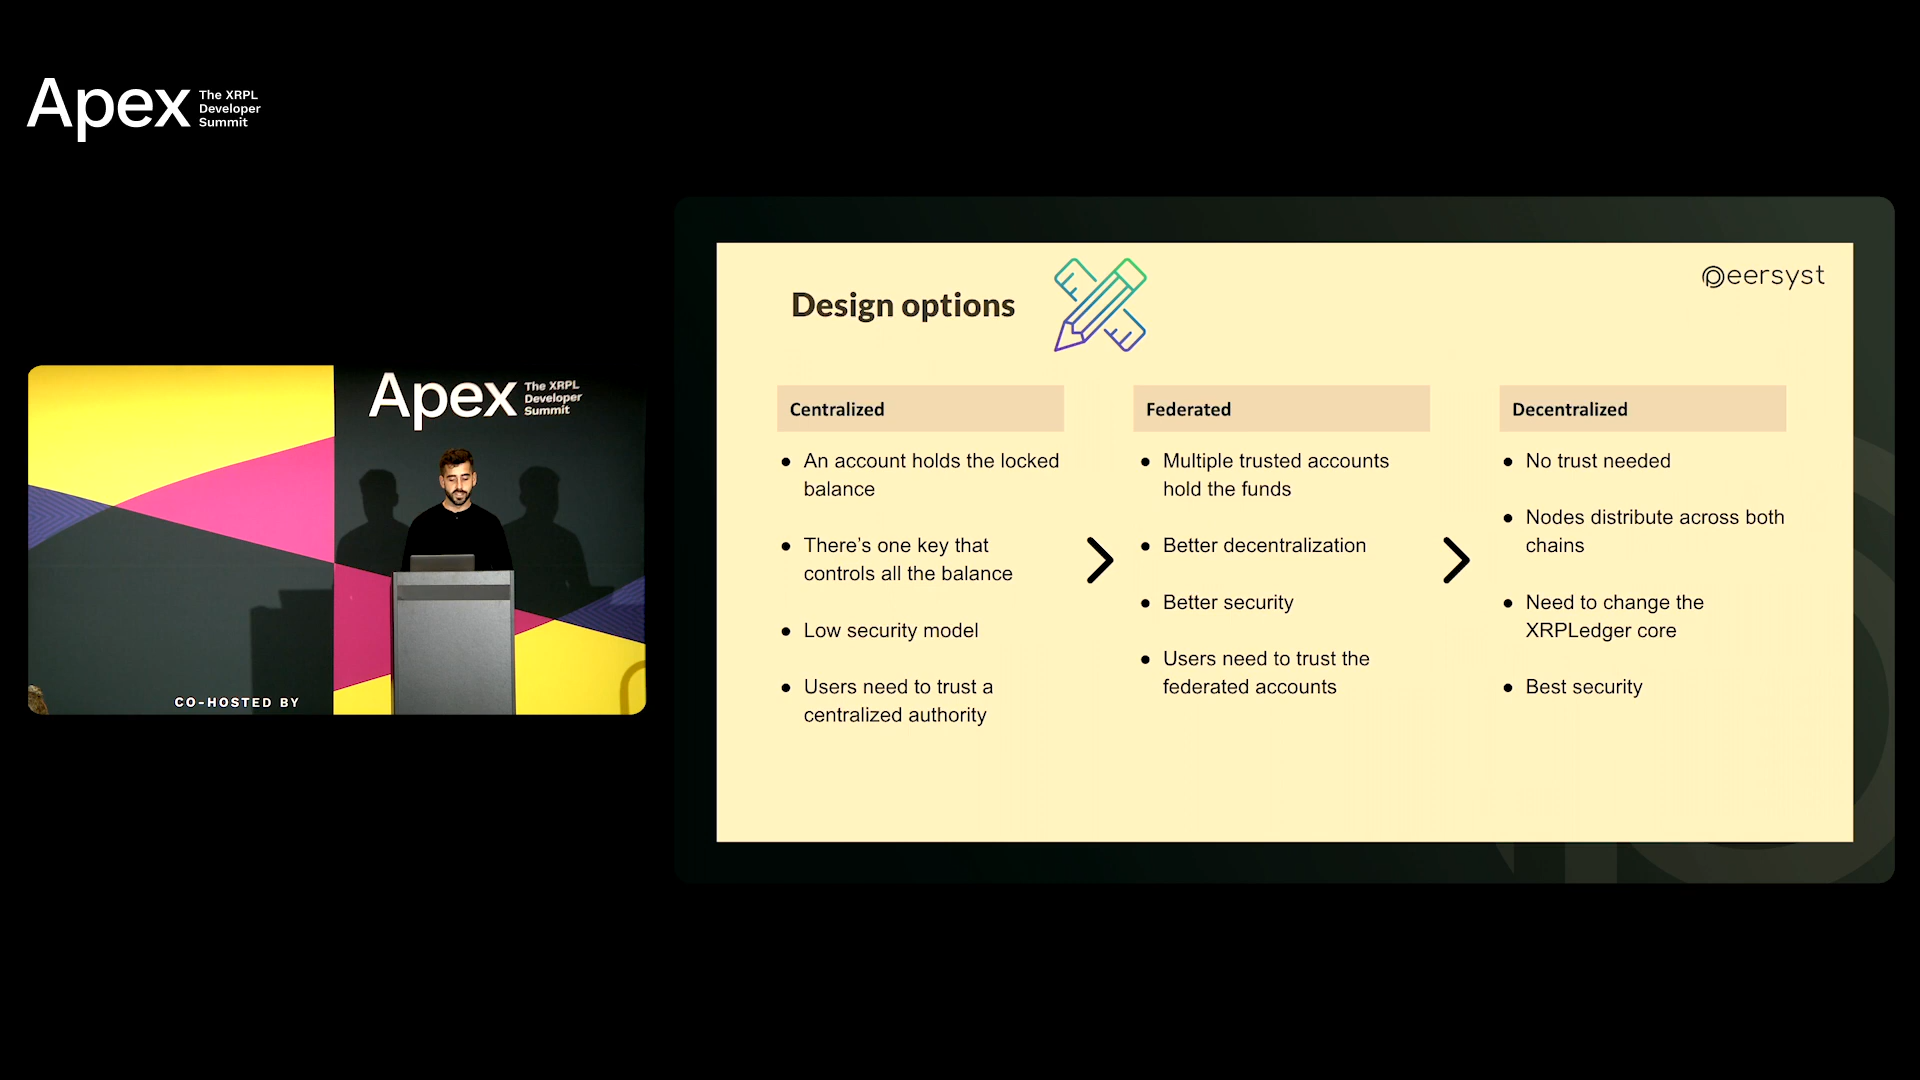 Apex
The XRPL
Developer
Summit
Apex
The XRPL
Developer
Summit
CO-HOSTED BY
peersyst
Design options
Centralized
● An account holds the locked
balance
● There’s one key that
controls all the balance
● Low security model
● Users need to trust a
centralized authority
Federated
● Multiple trusted accounts
hold the funds
● Better decentralization
● Better security
● Users need to trust the
federated accounts
Decentralized
● No trust needed
● Nodes distribute across both
chains
● Need to change the
XRPLedger core
● Best security